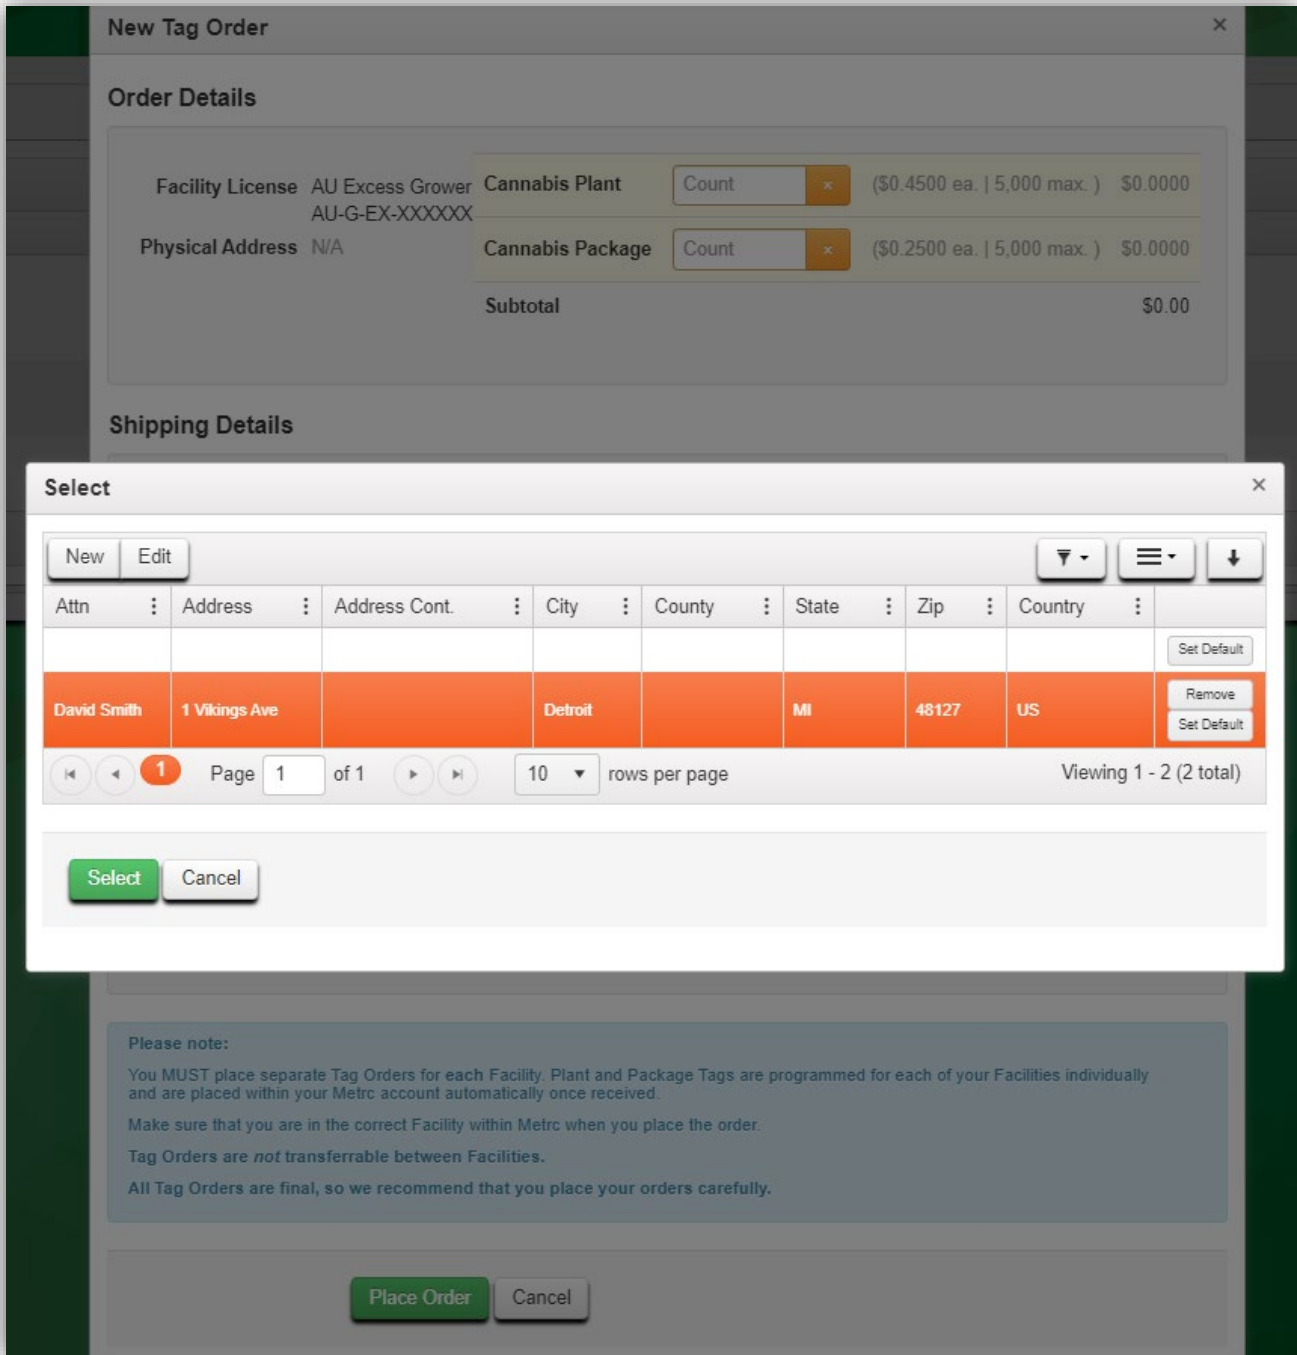 New Tag Order ×
Order Details
Facility License AU Excess Grower
AU-G-EX-XXXXXX
Physical Address N/A
Cannabis Plant Count × ($0.4500 ea. | 5,000 max. ) $0.0000
Cannabis Package Count × ($0.2500 ea. | 5,000 max. ) $0.0000
Subtotal $0.00
Shipping Details
Select ×
New Edit
Attn Address Address Cont. City County State Zip Country
Set Default
David Smith 1 Vikings Ave Detroit MI 48127 US Remove
Set Default
1 Page 1 of 1 10 rows per page Viewing 1 - 2 (2 total)
Select Cancel
Please note:
You MUST place separate Tag Orders for each Facility. Plant and Package Tags are programmed for each of your Facilities individually
and are placed within your Metrc account automatically once received.
Make sure that you are in the correct Facility within Metrc when you place the order.
Tag Orders are not transferrable between Facilities.
All Tag Orders are final, so we recommend that you place your orders carefully.
Place Order Cancel